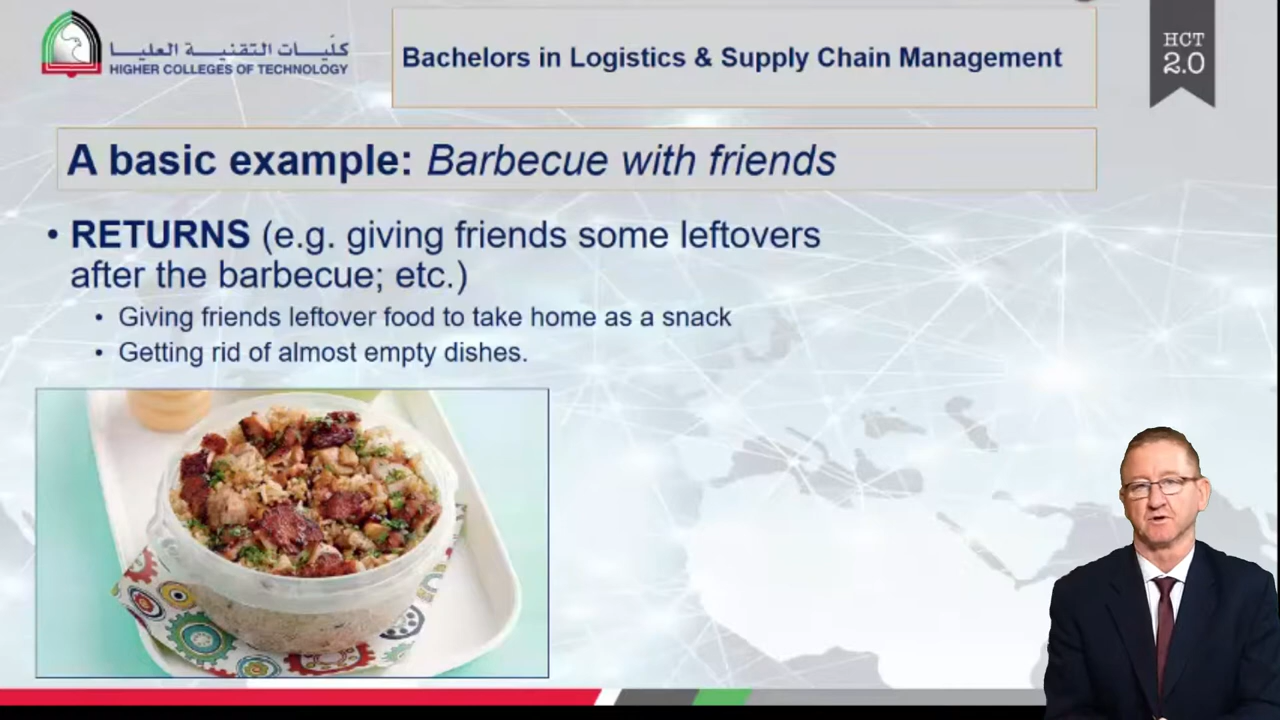 كليات التقنية العليا
HIGHER COLLEGES OF TECHNOLOGY
Bachelors in Logistics & Supply Chain Management
HCT
2.0
A basic example: Barbecue with friends
• RETURNS (e.g. giving friends some leftovers
after the barbecue; etc.)
• Giving friends leftover food to take home as a snack
• Getting rid of almost empty dishes.